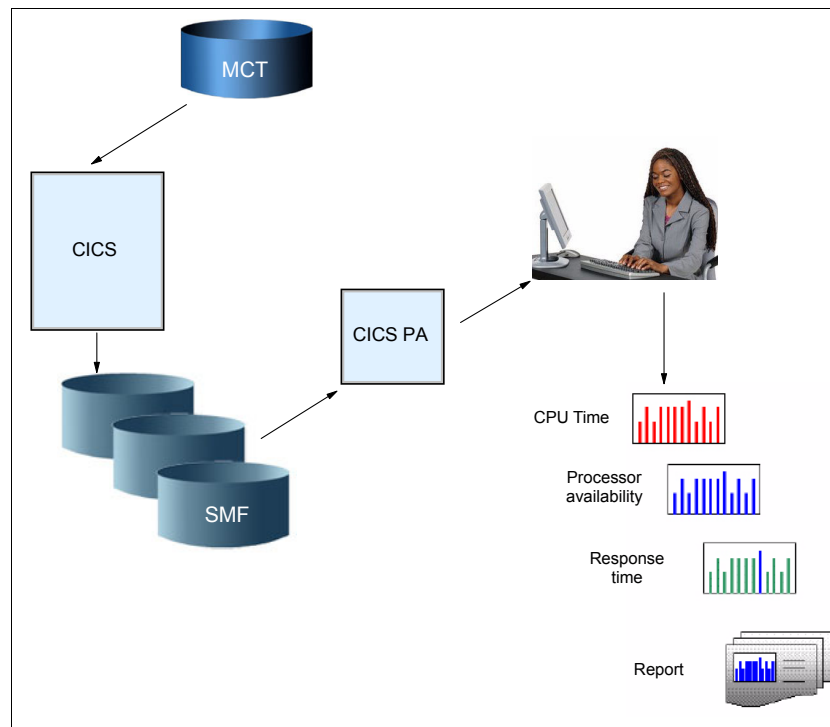 MCT
CICS
CICS PA
SMF
CPU Time
Processor
availability
Response
time
Report